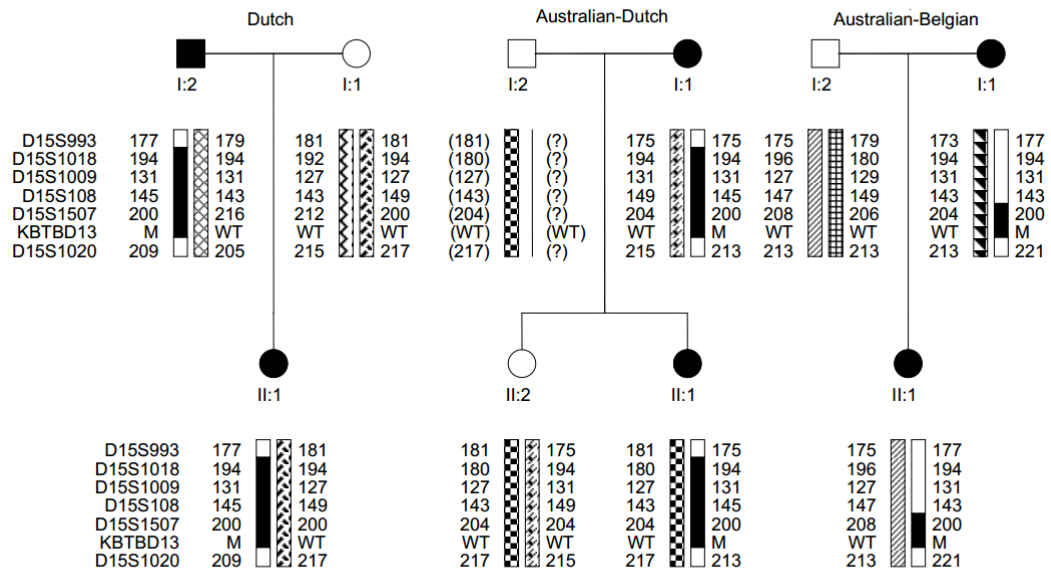 Dutch Australian-Dutch Australian-Belgian
I:2 I:1 I:2 I:1 I:2 I:1
D15S993 177 179 181 181 (181) (?) 175 175 175 179 173 177
D15S1018 194 194 192 194 (180) (?) 194 194 196 180 194 194
D15S1009 131 131 127 127 (127) (?) 131 131 127 129 131 131
D15S108 145 143 143 149 (143) (?) 149 145 147 149 131 143
D15S1507 200 216 212 200 (204) (?) 204 200 208 206 204 200
KBTBD13 M WT WT WT (WT) (WT) WT M WT WT WT M
D15S1020 209 205 215 217 (217) (?) 215 213 213 213 213 221
II:1 II:2 II:1 II:1
D15S993 177 181 181 175 181 175 175 177
D15S1018 194 194 180 194 180 194 196 194
D15S1009 131 127 127 131 127 131 127 131
D15S108 145 149 143 149 143 145 147 143
D15S1507 200 200 204 204 204 200 208 200
KBTBD13 M WT WT WT WT M WT M
D15S1020 209 217 217 215 217 213 213 221